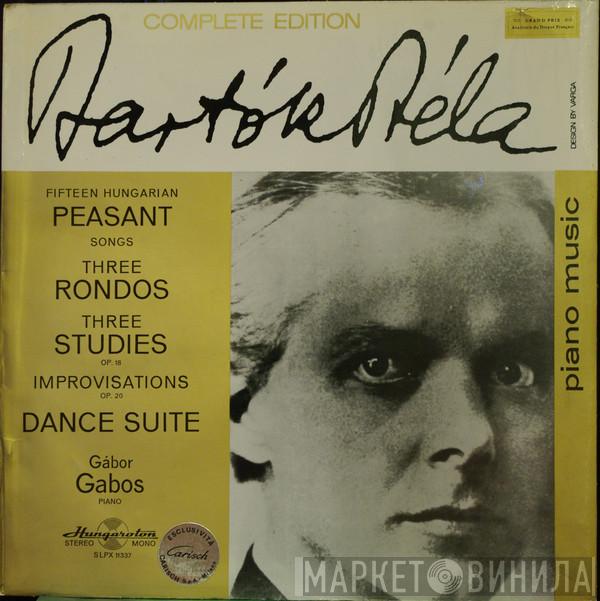 COMPLETE EDITION
GRAND PRIX
Académie du Disque Français
Bartók Béla
DESIGN BY VARGA
FIFTEEN HUNGARIAN
PEASANT
SONGS
THREE
RONDOS
THREE
STUDIES
OP. 18
IMPROVISATIONS
OP. 20
DANCE SUITE
Gábor
Gabos
PIANO
piano music
Hungaroton
STEREO MONO
SLPX 11337
ESCLUSIVITÀ
Carisch
CARISCH S.p.A. Milano
МАРКЕТ ВИНИЛА